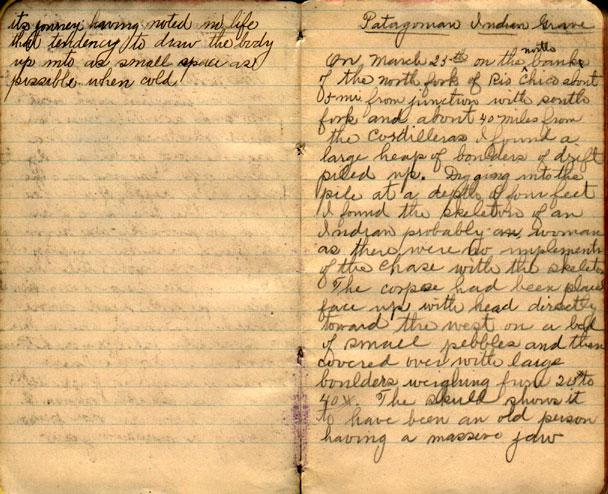 its journey having noted in life
that tendency to draw the body
up into as small space as
possible when cold
Patagonian Indian Grave
On March 25th on the north banks
of the north fork of Rio Chico about
5 mi. from junction with south
fork and about 40 miles from
the Cordilleras I found a
large heap of boulders of drift
piled up. Digging into the
pile at a depth of four feet
I found the skeleton of an
Indian probably an woman
as there were no implements
of the chase with the skeleton
The corpse had been place
face up with head directly
toward the west on a bed
of small pebbles and then
covered over with large
boulders weighing from 20 to
40#. The skull shows it
to have been an old person
having a massive jaw